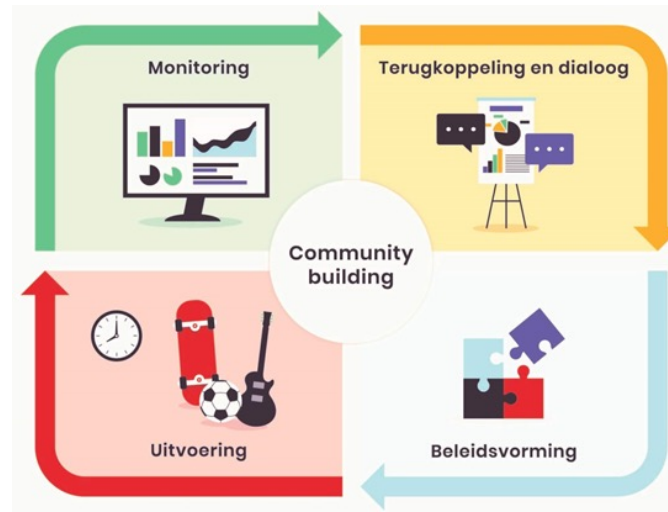 Monitoring
Terugkoppeling en dialoog
Community
building
Uitvoering
Beleidsvorming